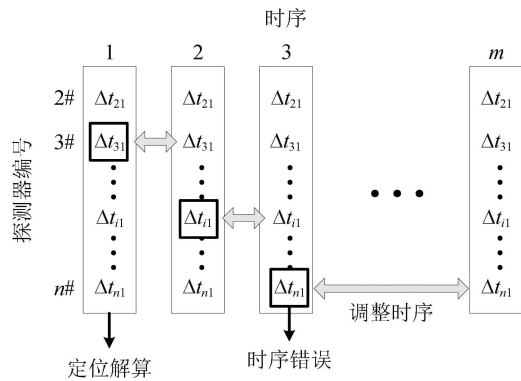 时序
1 2 3 m
2# Δt21 Δt21 Δt21 Δt21
3# Δt31 Δt31 Δt31 Δt31
探测器编号
Δti1 Δti1 Δti1 Δti1
n# Δtn1 Δtn1 Δtn1 Δtn1
调整时序
定位解算 时序错误